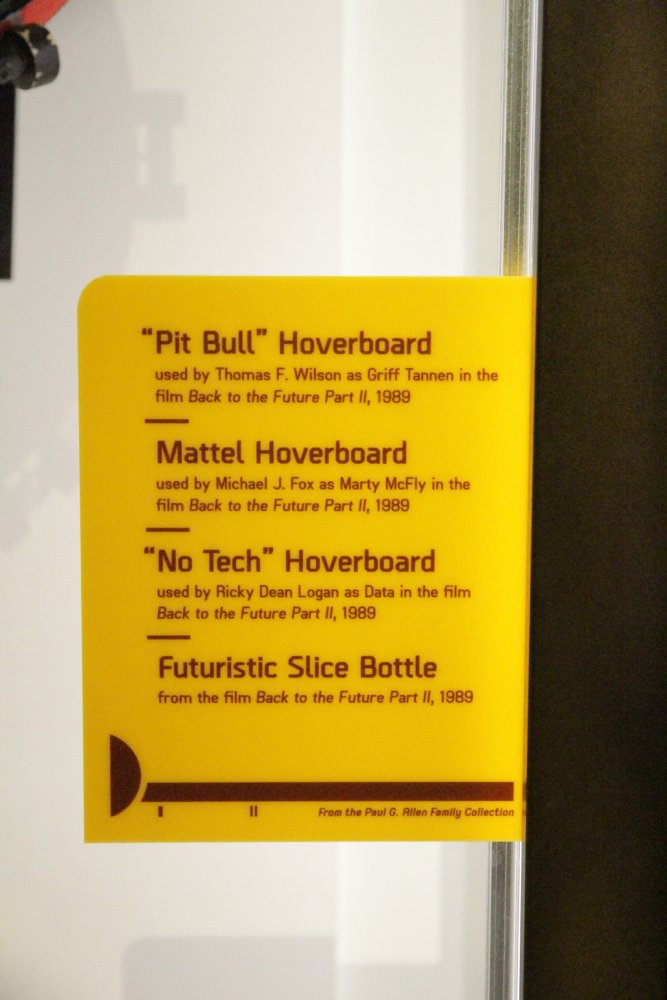 “Pit Bull” Hoverboard
used by Thomas F. Wilson as Griff Tannen in the
film Back to the Future Part II, 1989
Mattel Hoverboard
used by Michael J. Fox as Marty McFly in the
film Back to the Future Part II, 1989
“No Tech” Hoverboard
used by Ricky Dean Logan as Data in the film
Back to the Future Part II, 1989
Futuristic Slice Bottle
from the film Back to the Future Part II, 1989
From the Paul G. Allen Family Collection